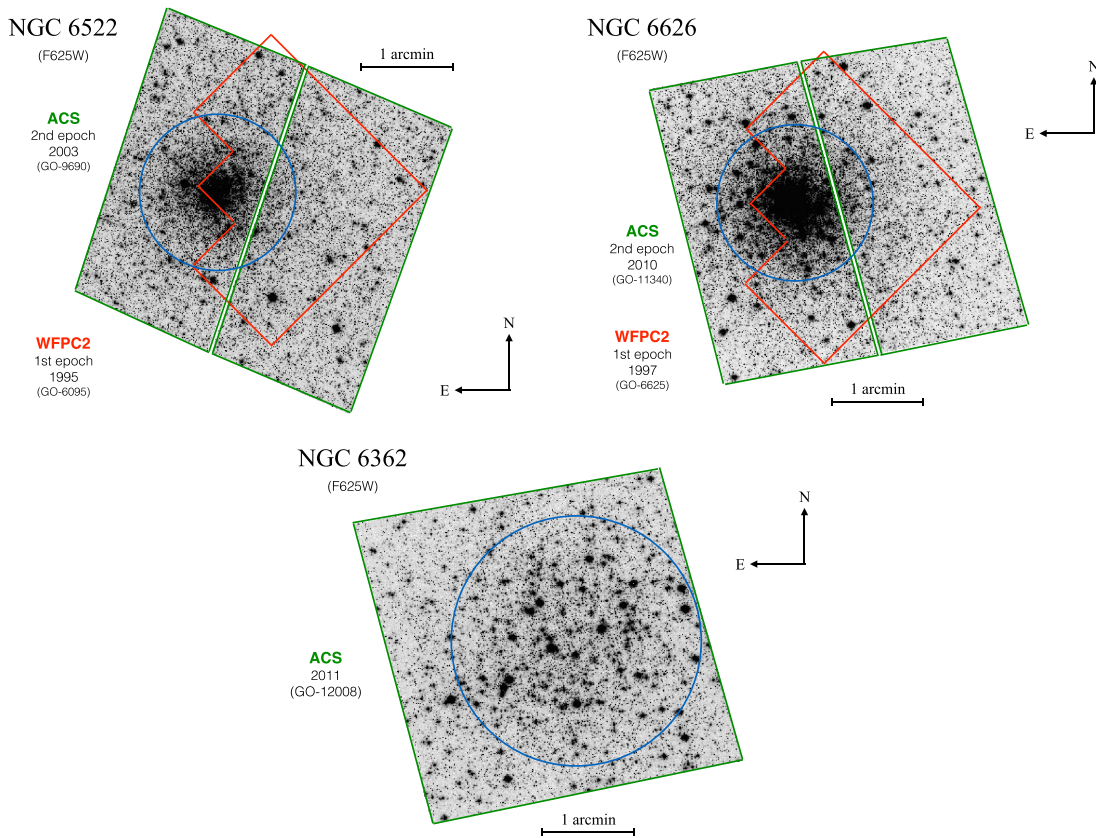 NGC 6522
(F625W)
1 arcmin
ACS
2nd epoch
2003
(GO-9690)
WFPC2
1st epoch
1995
(GO-6095)
N
E
NGC 6626
(F625W)
N
E
ACS
2nd epoch
2010
(GO-11340)
WFPC2
1st epoch
1997
(GO-6625)
1 arcmin
NGC 6362
(F625W)
N
E
ACS
2011
(GO-12008)
1 arcmin